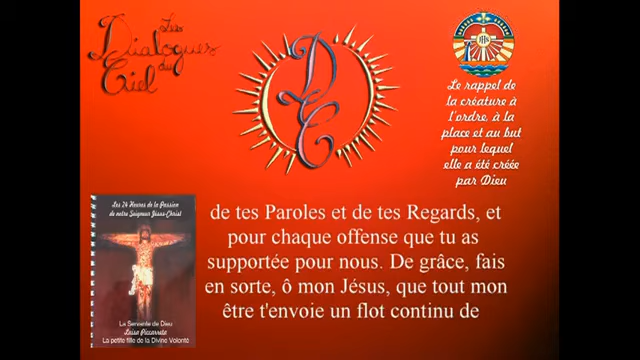 Les
Dialogues
du
Ciel
D
C
JHS
Le rappel de
la créature à
l'ordre, à la
place et au but
pour lequel
elle a été créée
par Dieu
Les 24 Heures de la Passion
de notre Seigneur Jésus-Christ
La Servante de Dieu
Luisa Piccarreta
La petite fille de la Divine Volonté
de tes Paroles et de tes Regards, et
pour chaque offense que tu as
supportée pour nous. De grâce, fais
en sorte, ô mon Jésus, que tout mon
être t'envoie un flot continu de